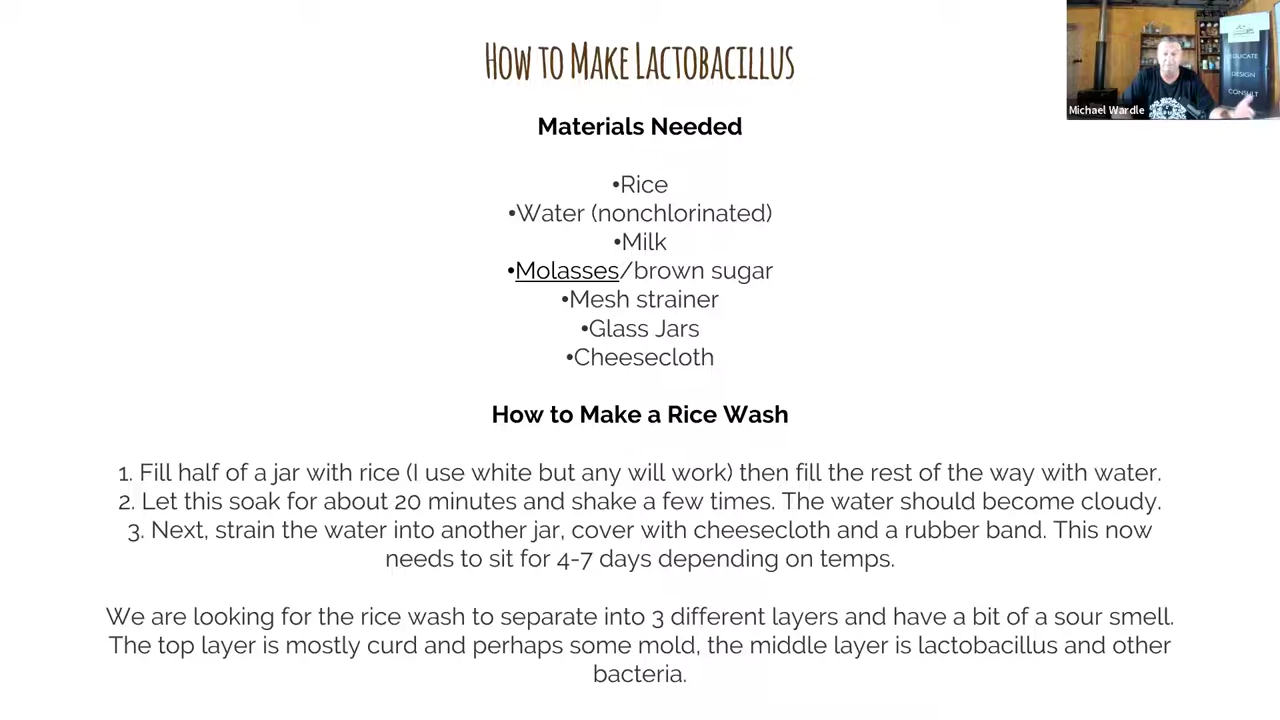 How to Make Lactobacillus
EDUCATE
DESIGN
CONSULT
Michael Wardle
Materials Needed
•Rice
•Water (nonchlorinated)
•Milk
•Molasses/brown sugar
•Mesh strainer
•Glass Jars
•Cheesecloth
How to Make a Rice Wash
1. Fill half of a jar with rice (I use white but any will work) then fill the rest of the way with water.
2. Let this soak for about 20 minutes and shake a few times. The water should become cloudy.
3. Next, strain the water into another jar, cover with cheesecloth and a rubber band. This now
needs to sit for 4-7 days depending on temps.
We are looking for the rice wash to separate into 3 different layers and have a bit of a sour smell.
The top layer is mostly curd and perhaps some mold, the middle layer is lactobacillus and other
bacteria.